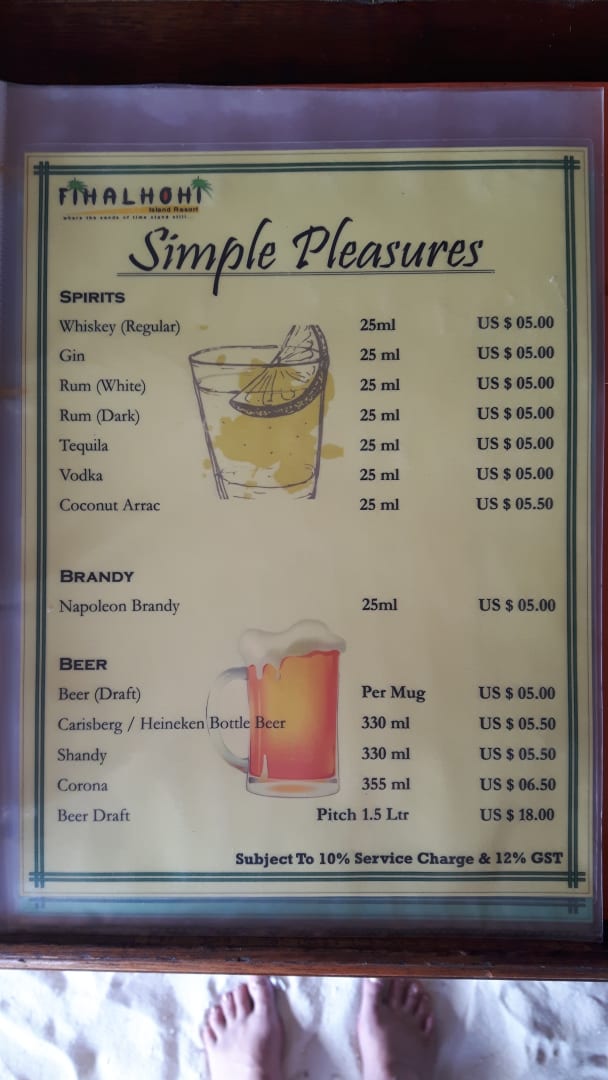 FIHALHOHI
Island Resort
where the sands of time stand still...
Simple Pleasures
SPIRITS
Whiskey (Regular) 25ml US $ 05.00
Gin 25 ml US $ 05.00
Rum (White) 25 ml US $ 05.00
Rum (Dark) 25 ml US $ 05.00
Tequila 25 ml US $ 05.00
Vodka 25 ml US $ 05.00
Coconut Arrac 25 ml US $ 05.50
BRANDY
Napoleon Brandy 25ml US $ 05.00
BEER
Beer (Draft) Per Mug US $ 05.00
Carisberg / Heineken Bottle Beer 330 ml US $ 05.50
Shandy 330 ml US $ 05.50
Corona 355 ml US $ 06.50
Beer Draft Pitch 1.5 Ltr US $ 18.00
Subject To 10% Service Charge & 12% GST